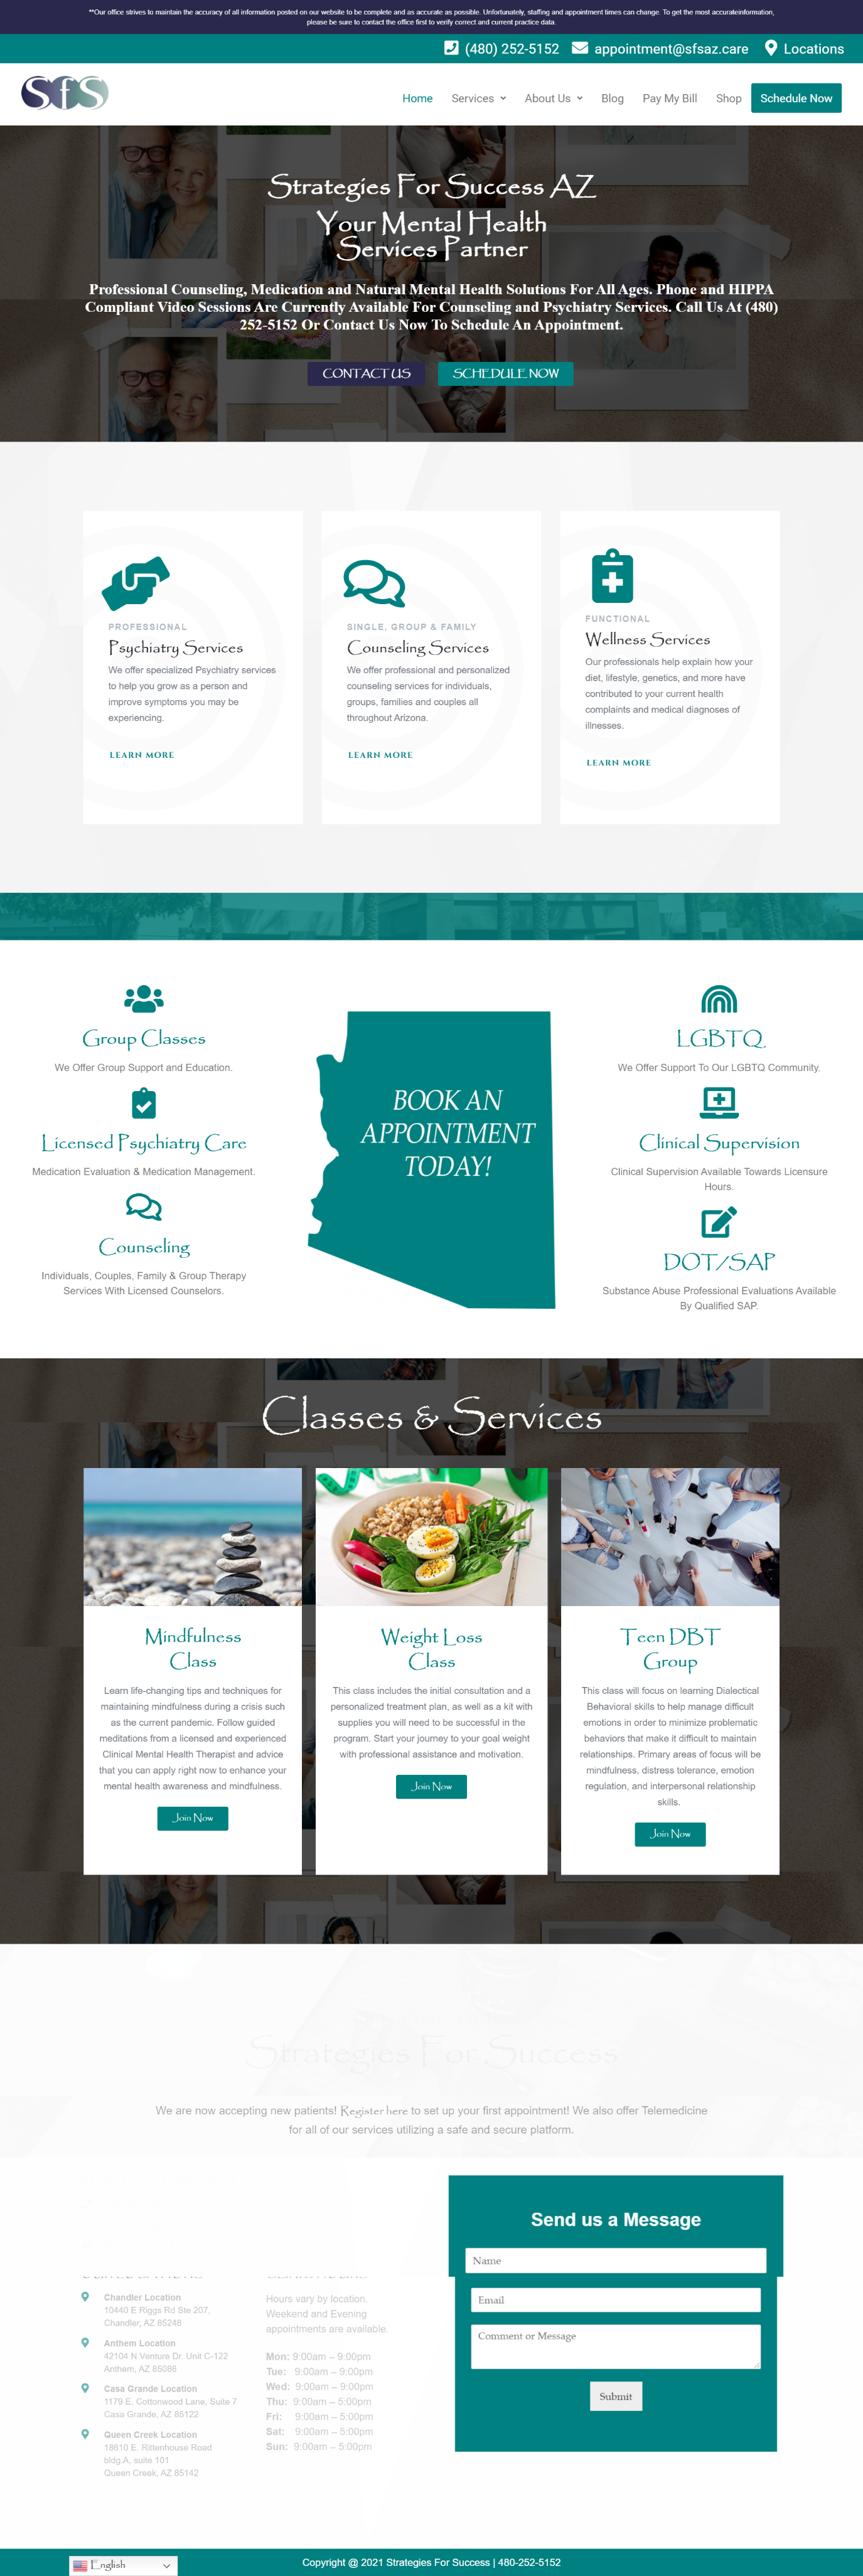 **Our office strives to maintain the accuracy of all information posted on our website to be complete and as accurate as possible. Unfortunately, staffing and appointment times can change. To get the most accurateinformation,
please be sure to contact the office first to verify correct and current practice data.
(480) 252-5152 appointment@sfsaz.care Locations
SfS
Home Services About Us Blog Pay My Bill Shop Schedule Now
Strategies For Success AZ
Your Mental Health
Services Partner
Professional Counseling, Medication and Natural Mental Health Solutions For All Ages. Phone and HIPPA
Compliant Video Sessions Are Currently Available For Counseling and Psychiatry Services. Call Us At (480)
252-5152 Or Contact Us Now To Schedule An Appointment.
CONTACT US SCHEDULE NOW
PROFESSIONAL
Psychiatry Services
We offer specialized Psychiatry services
to help you grow as a person and
improve symptoms you may be
experiencing.
LEARN MORE
SINGLE, GROUP & FAMILY
Counseling Services
We offer professional and personalized
counseling services for individuals,
groups, families and couples all
throughout Arizona.
LEARN MORE
FUNCTIONAL
Wellness Services
Our professionals help explain how your
diet, lifestyle, genetics, and more have
contributed to your current health
complaints and medical diagnoses of
illnesses.
LEARN MORE
Group Classes
We Offer Group Support and Education.
Licensed Psychiatry Care
Medication Evaluation & Medication Management.
Counseling
Individuals, Couples, Family & Group Therapy
Services With Licensed Counselors.
BOOK AN
APPOINTMENT
TODAY!
LGBTQ
We Offer Support To Our LGBTQ Community.
Clinical Supervision
Clinical Supervision Available Towards Licensure
Hours.
DOT/SAP
Substance Abuse Professional Evaluations Available
By Qualified SAP.
Classes & Services
Mindfulness
Class
Learn life-changing tips and techniques for
maintaining mindfulness during a crisis such
as the current pandemic. Follow guided
meditations from a licensed and experienced
Clinical Mental Health Therapist and advice
that you can apply right now to enhance your
mental health awareness and mindfulness.
Join Now
Weight Loss
Class
This class includes the initial consultation and a
personalized treatment plan, as well as a kit with
supplies you will need to be successful in the
program. Start your journey to your goal weight
with professional assistance and motivation.
Join Now
Teen DBT
Group
This class will focus on learning Dialectical
Behavioral skills to help manage difficult
emotions in order to minimize problematic
behaviors that make it difficult to maintain
relationships. Primary areas of focus will be
mindfulness, distress tolerance, emotion
regulation, and interpersonal relationship
skills.
Join Now
Strategies For Success
We are now accepting new patients! Register here to set up your first appointment! We also offer Telemedicine
for all of our services utilizing a safe and secure platform.
Chandler Location
10440 E Riggs Rd Ste 207,
Chandler, AZ 85248
Anthem Location
42104 N Venture Dr. Unit C-122
Anthem, AZ 85086
Casa Grande Location
1179 E. Cottonwood Lane, Suite 7
Casa Grande, AZ 85122
Queen Creek Location
18610 E. Rittenhouse Road
bldg.A, suite 101
Queen Creek, AZ 85142
Hours vary by location.
Weekend and Evening
appointments are available.
Mon: 9:00am – 9:00pm
Tue: 9:00am – 9:00pm
Wed: 9:00am – 9:00pm
Thu: 9:00am – 5:00pm
Fri: 9:00am – 5:00pm
Sat: 9:00am – 5:00pm
Sun: 9:00am – 5:00pm
Send us a Message
Name
Email
Comment or Message
Submit
English
Copyright @ 2021 Strategies For Success | 480-252-5152